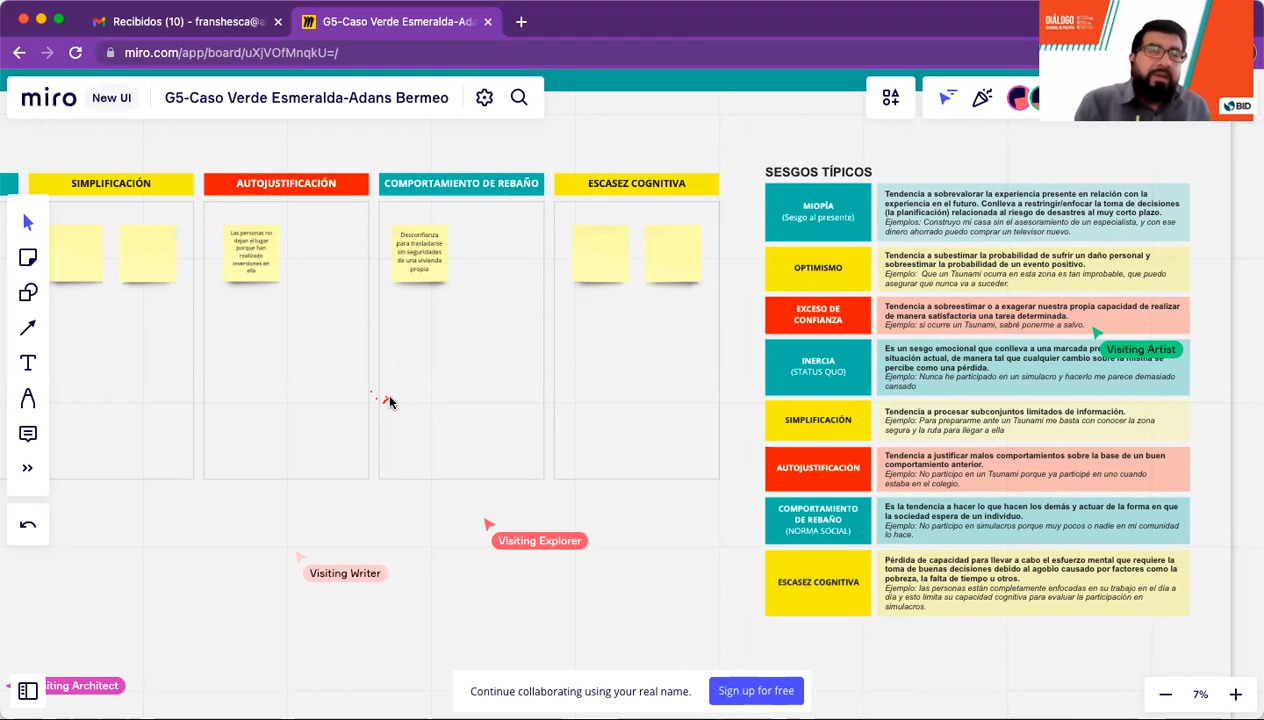 Recibidos (10) - franshesca@a
G5-Caso Verde Esmeralda-Ada
miro.com/app/board/uXjVOfMnqkU=/
miro
New UI
G5-Caso Verde Esmeralda-Adans Bermeo
DIÁLOGO
BID
SIMPLIFICACIÓN
AUTOJUSTIFICACIÓN
COMPORTAMIENTO DE REBAÑO
ESCASEZ COGNITIVA
Las personas no
dejan el lugar
porque han
realizado
inversiones en
ella
Desconfianza
para trasladarse
sin seguridades
de una vivienda
propia
SESGOS TÍPICOS
MIOPÍA
(Sesgo al presente)
Tendencia a sobrevalorar la experiencia presente en relación con la
experiencia en el futuro. Conlleva a restringir/enfocar la toma de decisiones
(la planificación) relacionada al riesgo de desastres al muy corto plazo.
Ejemplos: Construyo mi casa sin el asesoramiento de un especialista, y con ese
dinero ahorrado puedo comprar un televisor nuevo.
OPTIMISMO
Tendencia a subestimar la probabilidad de sufrir un daño personal y
sobreestimar la probabilidad de un evento positivo.
Ejemplo: Que un Tsunami ocurra en esta zona es tan improbable, que puedo
asegurar que nunca va a suceder.
EXCESO DE
CONFIANZA
Tendencia a sobreestimar o a exagerar nuestra propia capacidad de realizar
de manera satisfactoria una tarea determinada.
Ejemplo: si ocurre un Tsunami, sabré ponerme a salvo.
INERCIA
(STATUS QUO)
Es un sesgo emocional que conlleva a una marcada
situación actual, de manera tal que cualquier cambio sobre la misma se
percibe como una pérdida.
Ejemplo: Nunca he participado en un simulacro y hacerlo me parece demasiado
cansado
Visiting Artist
SIMPLIFICACIÓN
Tendencia a procesar subconjuntos limitados de información.
Ejemplo: Para prepararme ante un Tsunami me basta con conocer la zona
segura y la ruta para llegar a ella
AUTOJUSTIFICACIÓN
Tendencia a justificar malos comportamientos sobre la base de un buen
comportamiento anterior.
Ejemplo: No participo en un Tsunami porque ya participé en uno cuando
estaba en el colegio.
COMPORTAMIENTO
DE REBAÑO
(NORMA SOCIAL)
Es la tendencia a hacer lo que hacen los demás y actuar de la forma en que
la sociedad espera de un individuo.
Ejemplo: No participo en simulacros porque muy pocos o nadie en mi comunidad
lo hace.
ESCASEZ COGNITIVA
Pérdida de capacidad para llevar a cabo el esfuerzo mental que requiere la
toma de buenas decisiones debido al agobio causado por factores como la
pobreza, la falta de tiempo u otros.
Ejemplo: las personas están completamente enfocadas en su trabajo en el día a
día y esto limita su capacidad cognitiva para evaluar la participación en
simulacros.
Visiting Explorer
Visiting Writer
isiting Architect
Continue collaborating using your real name.
Sign up for free
7%